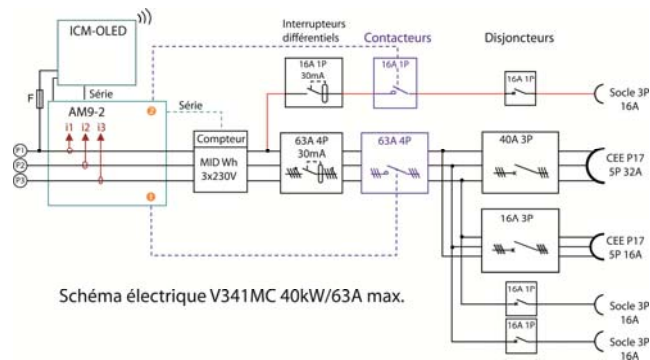 ICM-OLED
Interrupteurs
différentiels
Contacteurs
Disjoncteurs
16A 1P
30mA
16A 1P
16A 1P
Socle 3P
16A
F
Série
AM9-2
i1 i2 i3
2
Série
Compteur
MID Wh
3x230V
63A 4P
30mA
63A 4P
40A 3P
CEE P17
5P 32A
P1
P2
P3
1
16A 3P
CEE P17
5P 16A
Schéma électrique V341MC 40kW/63A max.
16A 1P
Socle 3P
16A
16A 1P
Socle 3P
16A